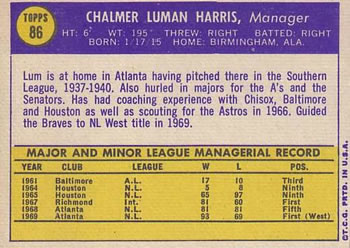 TOPPS
86
CHALMER LUMAN HARRIS, Manager
HT: 6' WT: 195" THREW: RIGHT BATTED: RIGHT
BORN: 1/17/15 HOME: BIRMINGHAM, ALA.
Lum is at home in Atlanta having pitched there in the Southern
League, 1937-1940. Also hurled in majors for the A's and the
Senators. Has had coaching experience with Chisox, Baltimore
and Houston as well as scouting for the Astros in 1966. Guided
the Braves to NL West title in 1969.
MAJOR AND MINOR LEAGUE MANAGERIAL RECORD
YEAR CLUB LEAGUE W L POS.
1961 Baltimore A.L. 17 10 Third
1964 Houston N.L. 5 8 Ninth
1965 Houston N.L. 65 97 Ninth
1967 Richmond Int. 81 60 First
1968 Atlanta N.L. 81 81 Fifth
1969 Atlanta N.L. 93 69 First (West)
©T.C.G. PRTD. IN U.S.A.